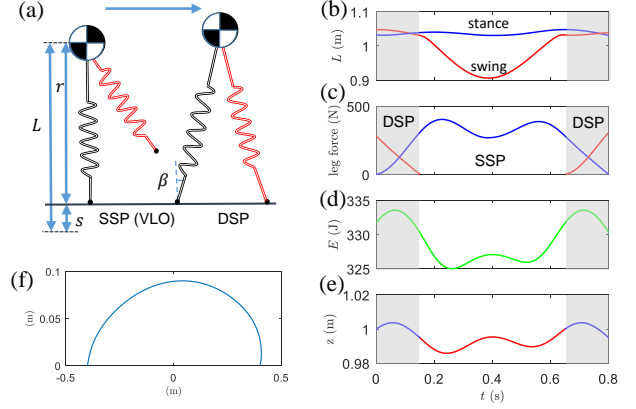 (a)
r
L
β
s
SSP (VLO)
DSP
(f)
0.1
0.05
0
(m)
-0.5
0
0.5
(m)
(b)
1.1
1
0.9
L (m)
stance
swing
(c)
500
0
leg force (N)
DSP
SSP
DSP
(d)
335
330
325
E (J)
(e)
1.02
1
0.98
z (m)
0
0.2
0.4
0.6
0.8
t (s)